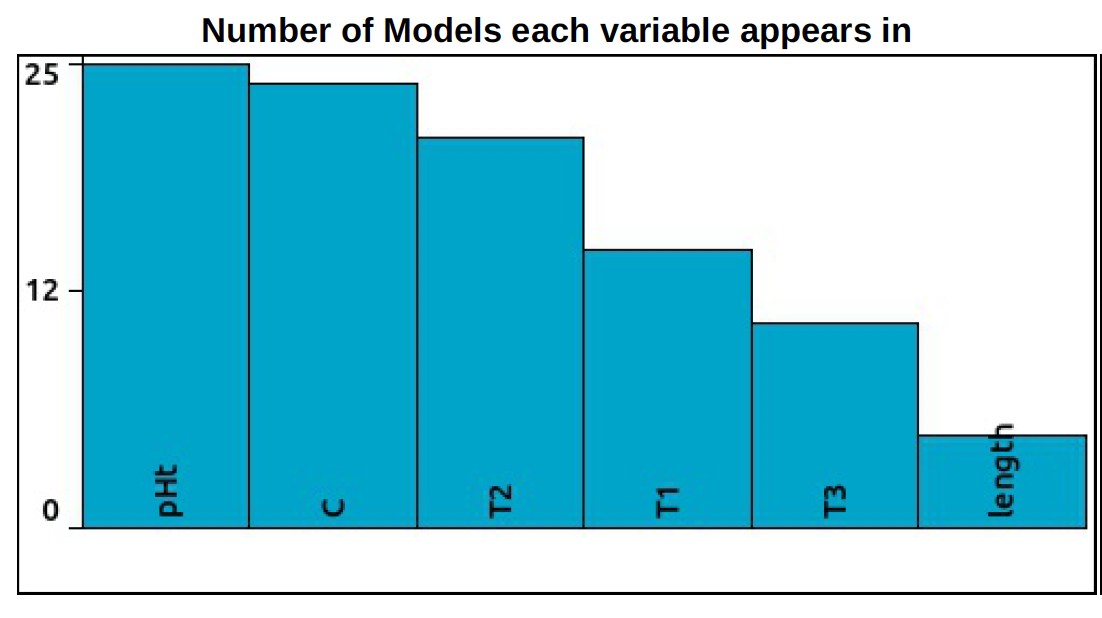 Number of Models each variable appears in
25
12
0
pHt
C
T2
T1
T3
length